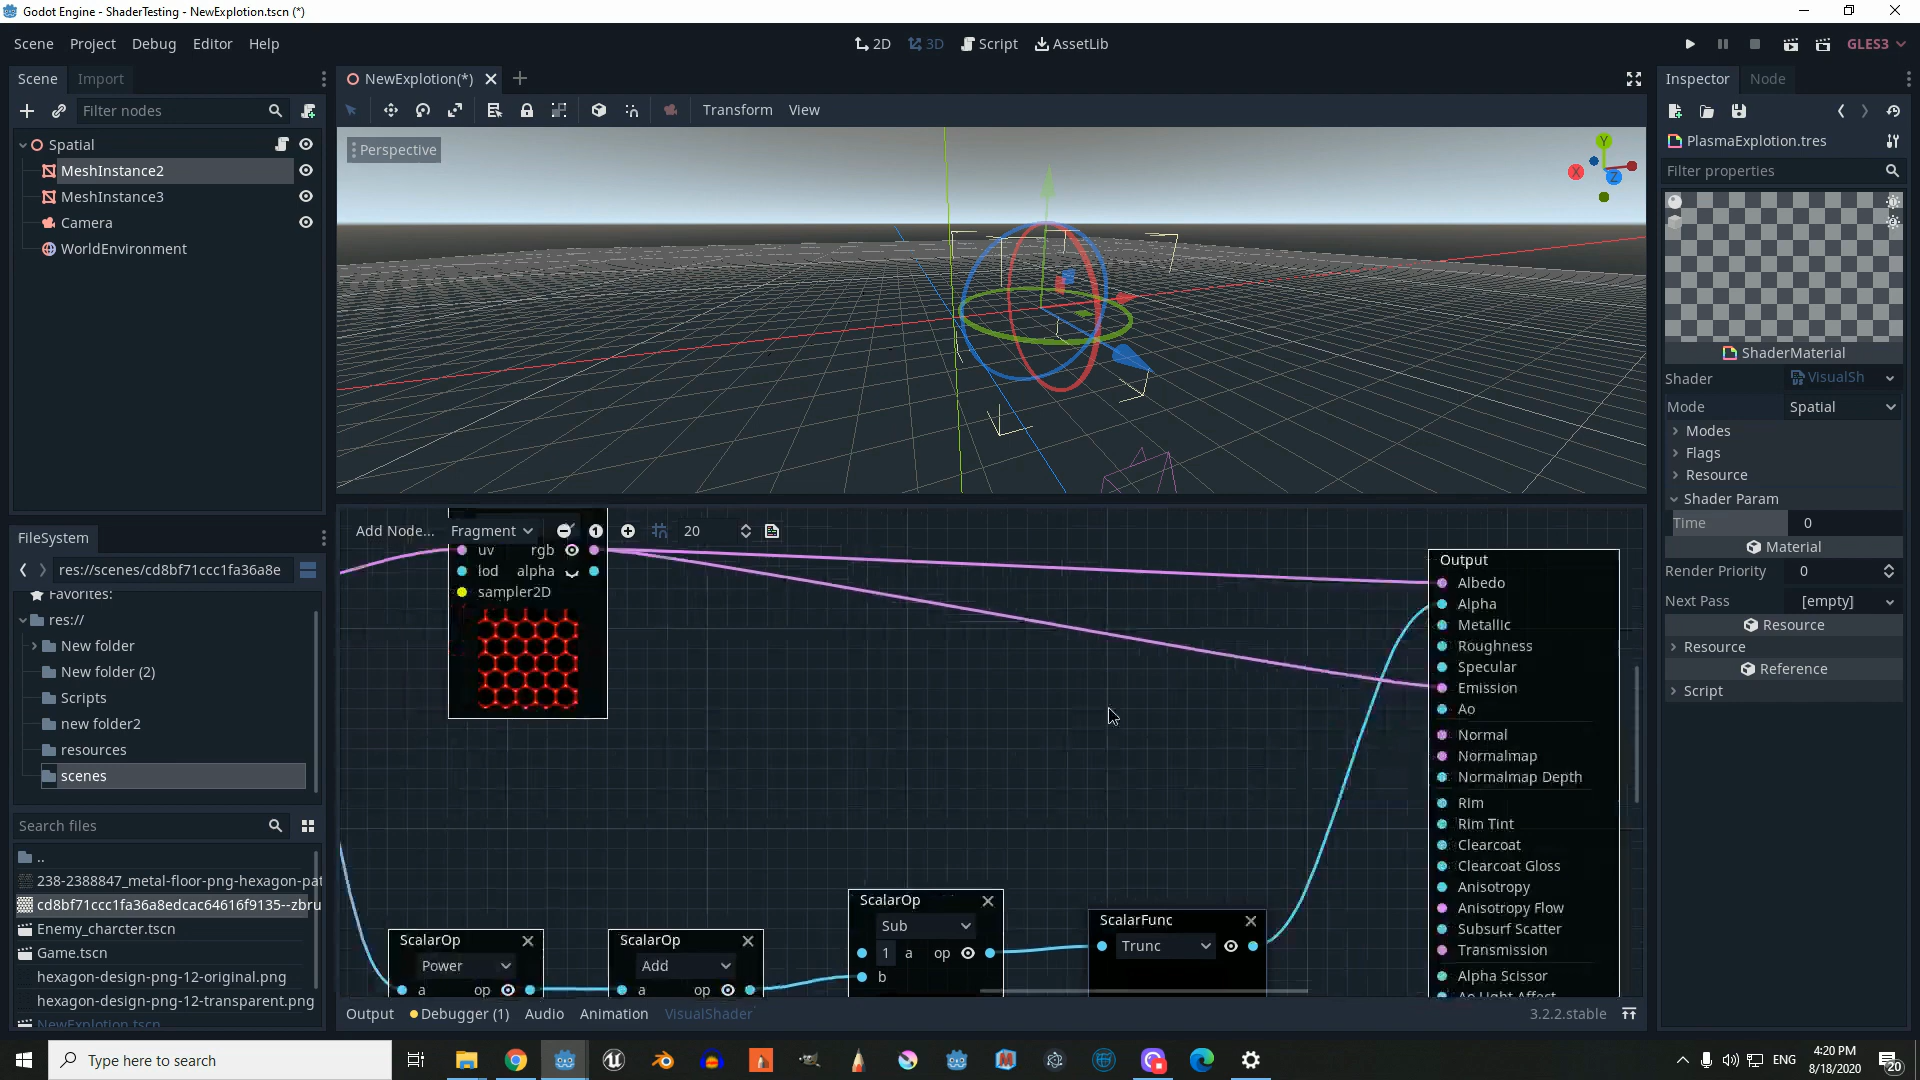 Godot Engine - ShaderTesting - NewExplotion.tscn (*)
Scene Project Debug Editor Help
2D 3D Script AssetLib
GLES3
Scene Import
Filter nodes
Spatial
MeshInstance2
MeshInstance3
Camera
WorldEnvironment
NewExplotion(*)
Transform View
Perspective
Y
X
Z
Inspector Node
PlasmaExplotion.tres
Filter properties
ShaderMaterial
Shader VisualSh
Mode Spatial
Modes
Flags
Resource
Shader Param
Time 0
Material
Render Priority 0
Next Pass [empty]
Resource
Resource
Reference
Script
FileSystem
res://scenes/cd8bf71ccc1fa36a8e
Favorites:
res://
New folder
New folder (2)
Scripts
new folder2
resources
scenes
Search files
..
238-2388847_metal-floor-png-hexagon-pat
cd8bf71ccc1fa36a8edcac64616f9135--zbru
Enemy_charcter.tscn
Game.tscn
hexagon-design-png-12-original.png
hexagon-design-png-12-transparent.png
NewExplotion.tscn
Add Node... Fragment 1 20
uv rgb
lod alpha
sampler2D
Output
Albedo
Alpha
Metallic
Roughness
Specular
Emission
Ao
Normal
Normalmap
Normalmap Depth
Rim
Rim Tint
Clearcoat
Clearcoat Gloss
Anisotropy
Anisotropy Flow
Subsurf Scatter
Transmission
Alpha Scissor
Ao Light Affect
ScalarOp
Power
a op
ScalarOp
Add
a op
ScalarOp
Sub
1 a op
b
ScalarFunc
Trunc
Output Debugger (1) Audio Animation VisualShader 3.2.2.stable
Type here to search
ENG
4:20 PM
8/18/2020
20